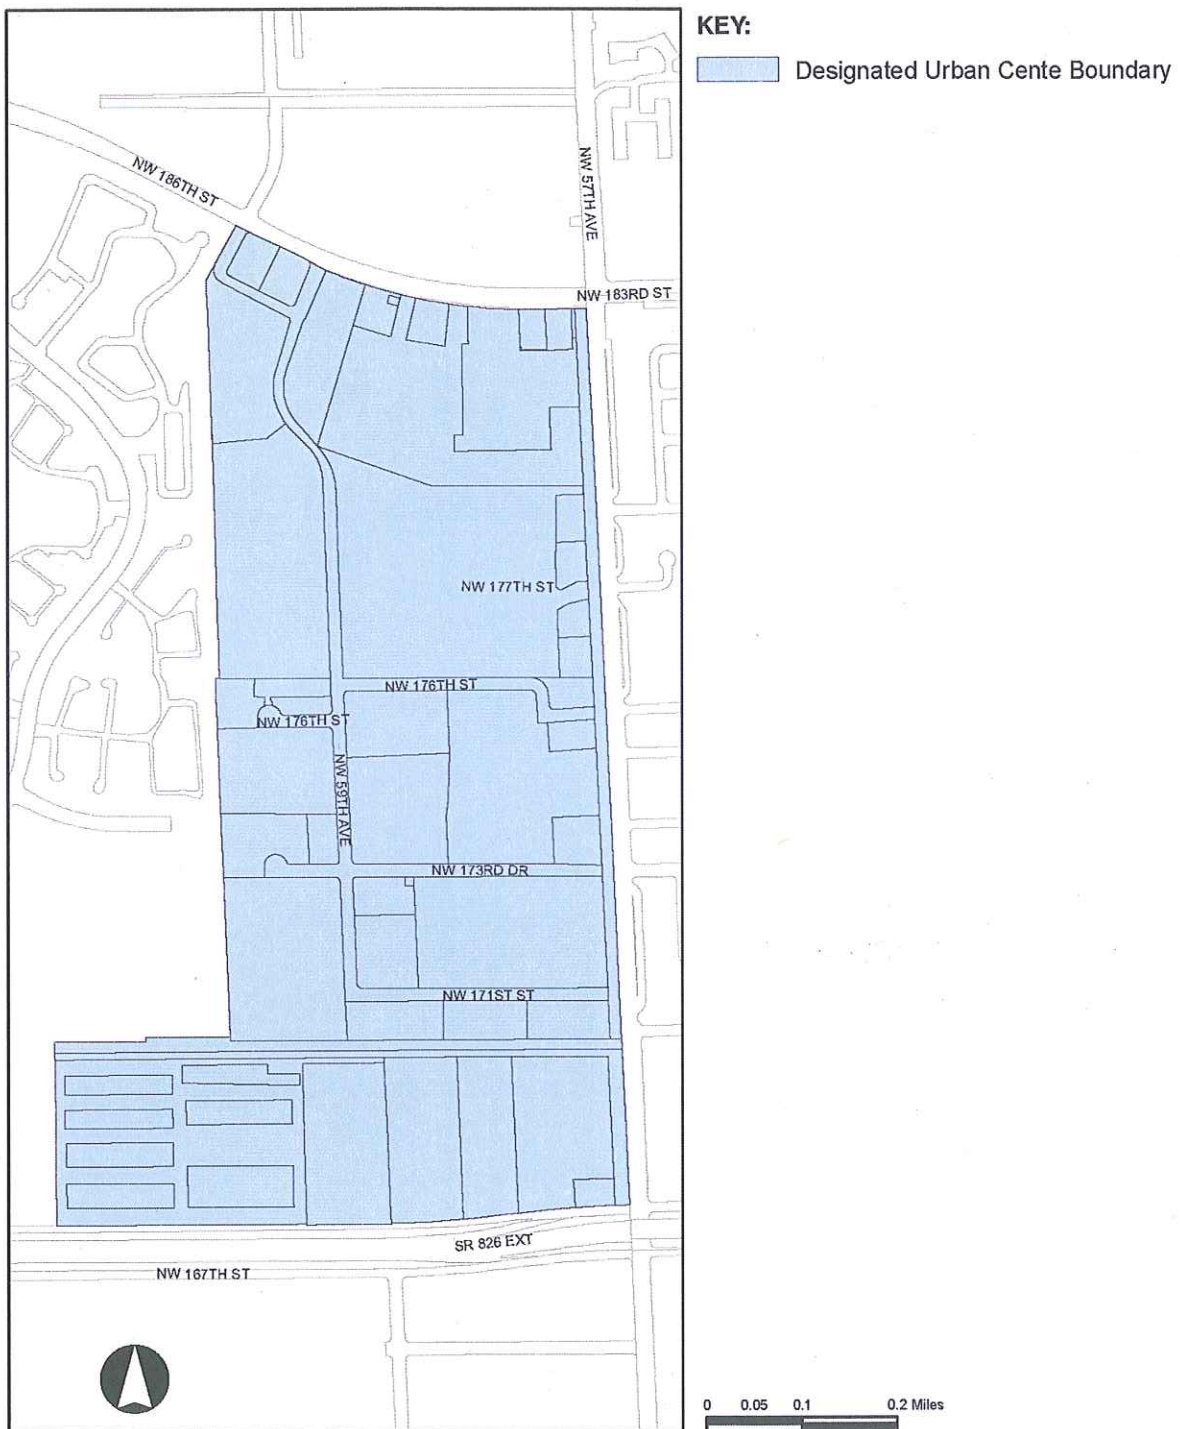 KEY:
Designated Urban Cente Boundary
NW 186TH ST
NW 57TH AVE
NW 183RD ST
NW 177TH ST
NW 176TH ST
NW 176TH ST
NW 59TH AVE
NW 173RD DR
NW 171ST ST
SR 826 EXT
NW 167TH ST
0 0.05 0.1 0.2 Miles